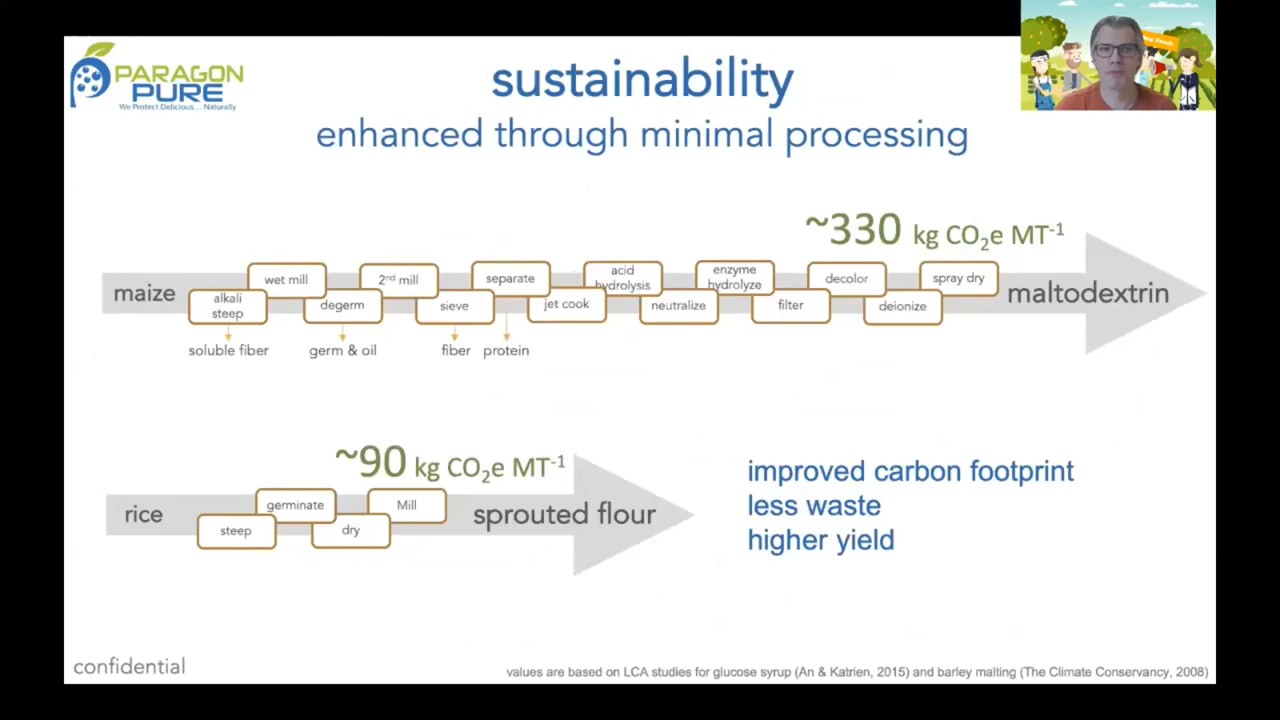 PARAGON
PURE
We Protect Delicious... Naturally
sustainability
enhanced through minimal processing
~330 kg CO₂e MT⁻¹
maize
alkali
steep
wet mill
degerm
2nd mill
sieve
separate
jet cook
acid
hydrolysis
neutralize
enzyme
hydrolyze
filter
decolor
deionize
spray dry
maltodextrin
soluble fiber
germ & oil
fiber
protein
~90 kg CO₂e MT⁻¹
rice
steep
germinate
dry
Mill
sprouted flour
improved carbon footprint
less waste
higher yield
confidential
values are based on LCA studies for glucose syrup (An & Katrien, 2015) and barley malting (The Climate Conservancy, 2008)